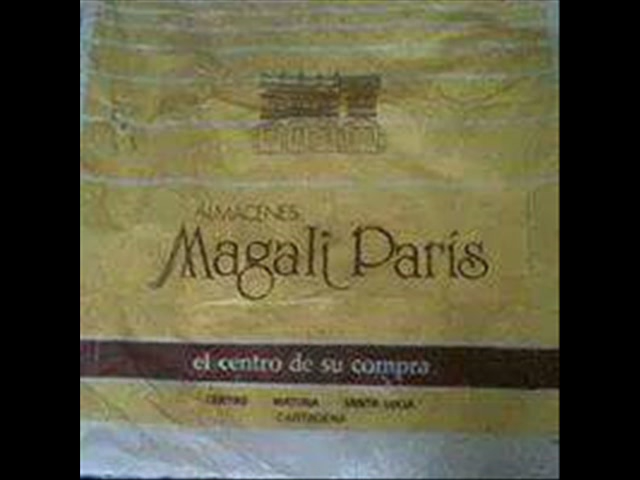 ALMACENES
Magali París
el centro de su compra
CENTRO MATUNA SANTA LUCIA
CARTAGENA